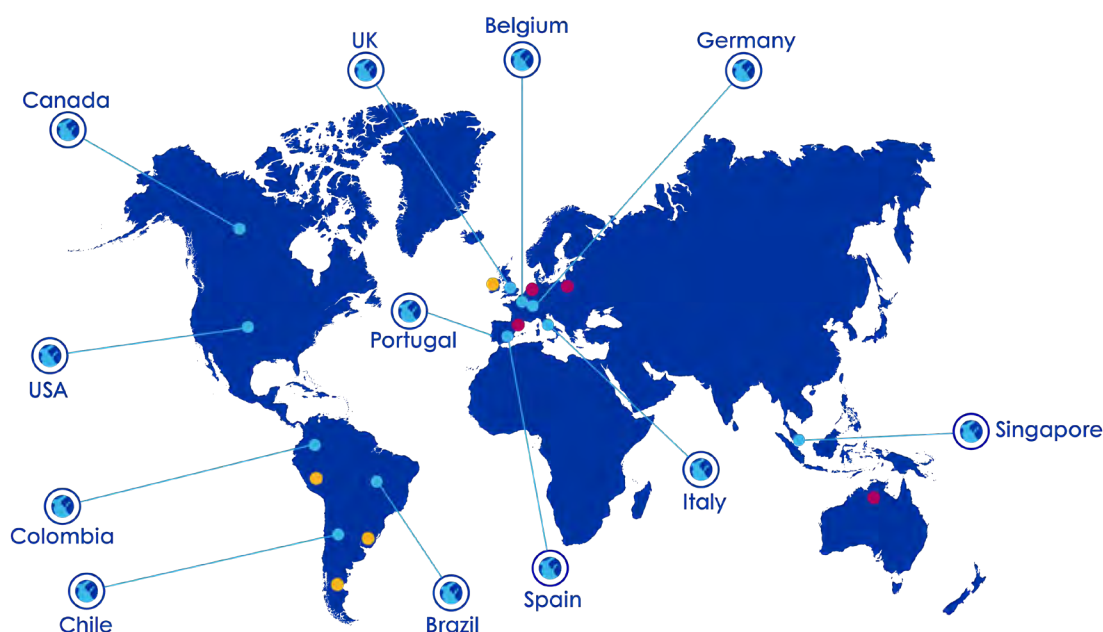 Belgium
UK
Germany
Canada
Portugal
USA
Singapore
Italy
Colombia
Spain
Chile
Brazil